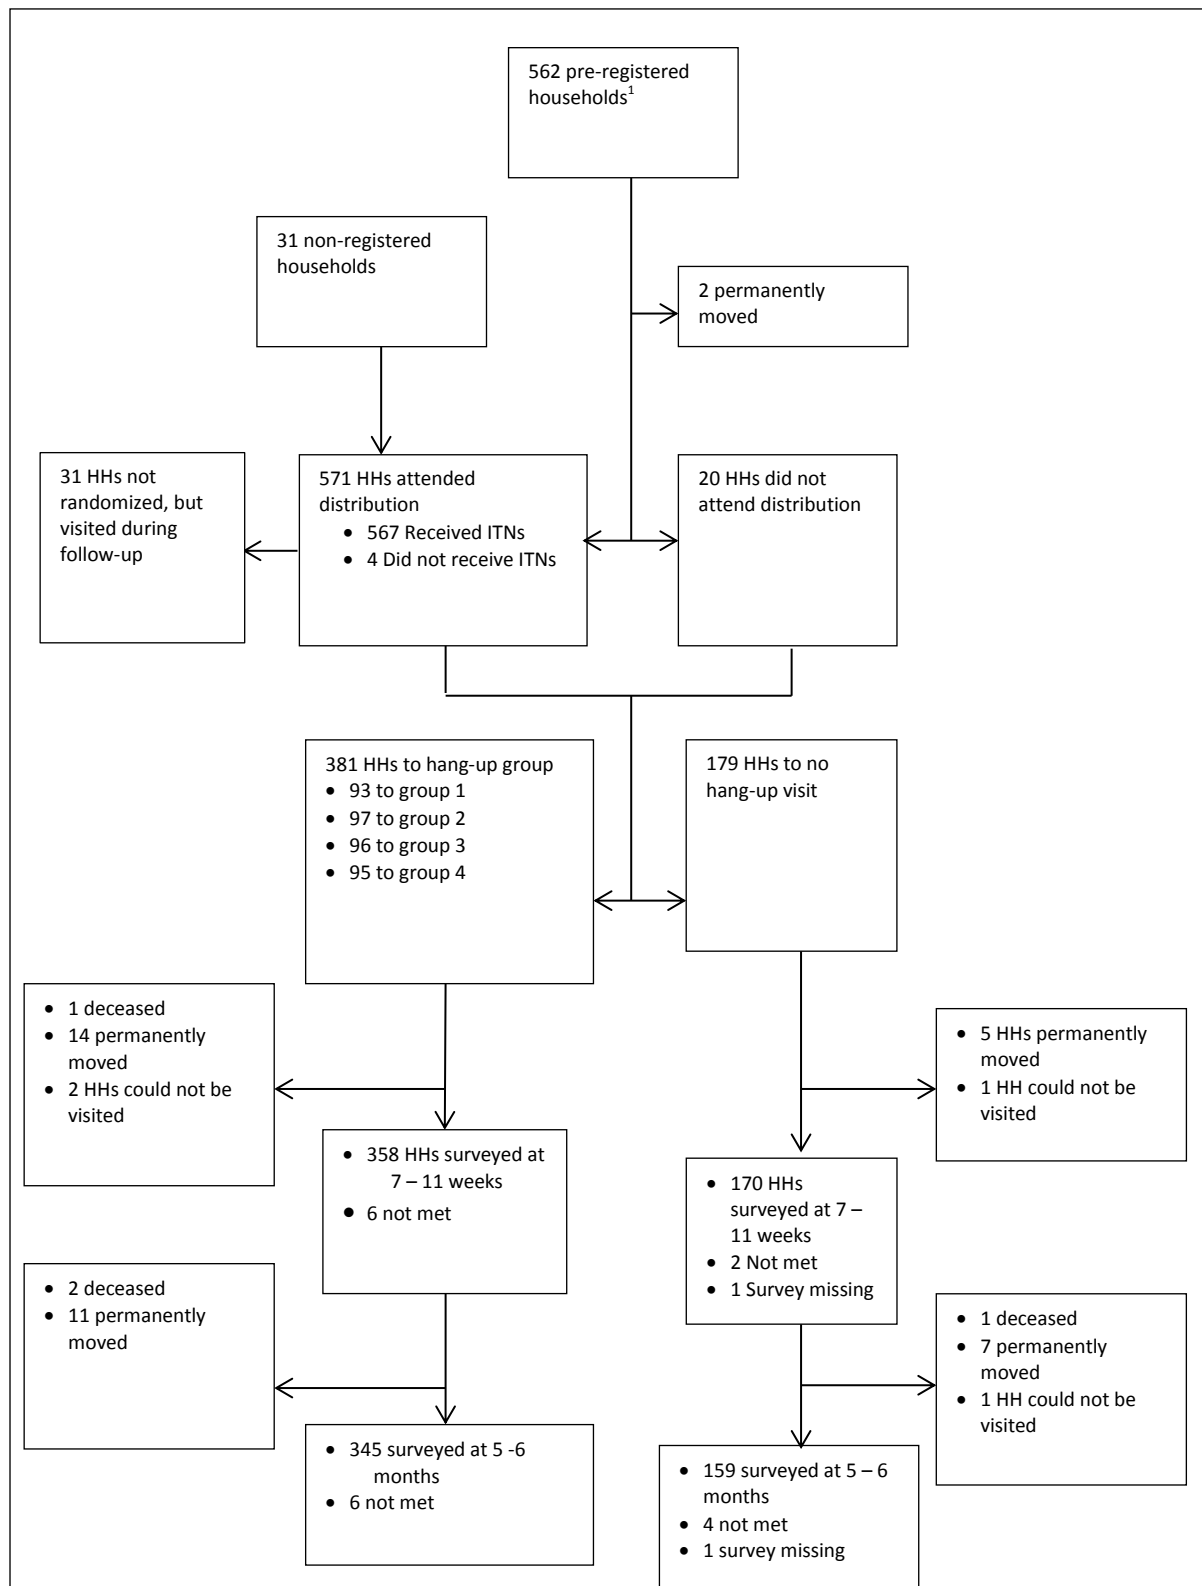 562 pre-registered
households¹
31 non-registered
households
2 permanently
moved
31 HHs not
randomized, but
visited during
follow-up
571 HHs attended
distribution
• 567 Received ITNs
• 4 Did not receive ITNs
20 HHs did not
attend distribution
381 HHs to hang-up group
• 93 to group 1
• 97 to group 2
• 96 to group 3
• 95 to group 4
179 HHs to no
hang-up visit
• 1 deceased
• 14 permanently
moved
• 2 HHs could not be
visited
• 5 HHs permanently
moved
• 1 HH could not be
visited
• 358 HHs surveyed at
7 – 11 weeks
• 6 not met
• 170 HHs
surveyed at 7 –
11 weeks
• 2 Not met
• 1 Survey missing
• 2 deceased
• 11 permanently
moved
• 1 deceased
• 7 permanently
moved
• 1 HH could not be
visited
• 345 surveyed at 5 -6
months
• 6 not met
• 159 surveyed at 5 – 6
months
• 4 not met
• 1 survey missing